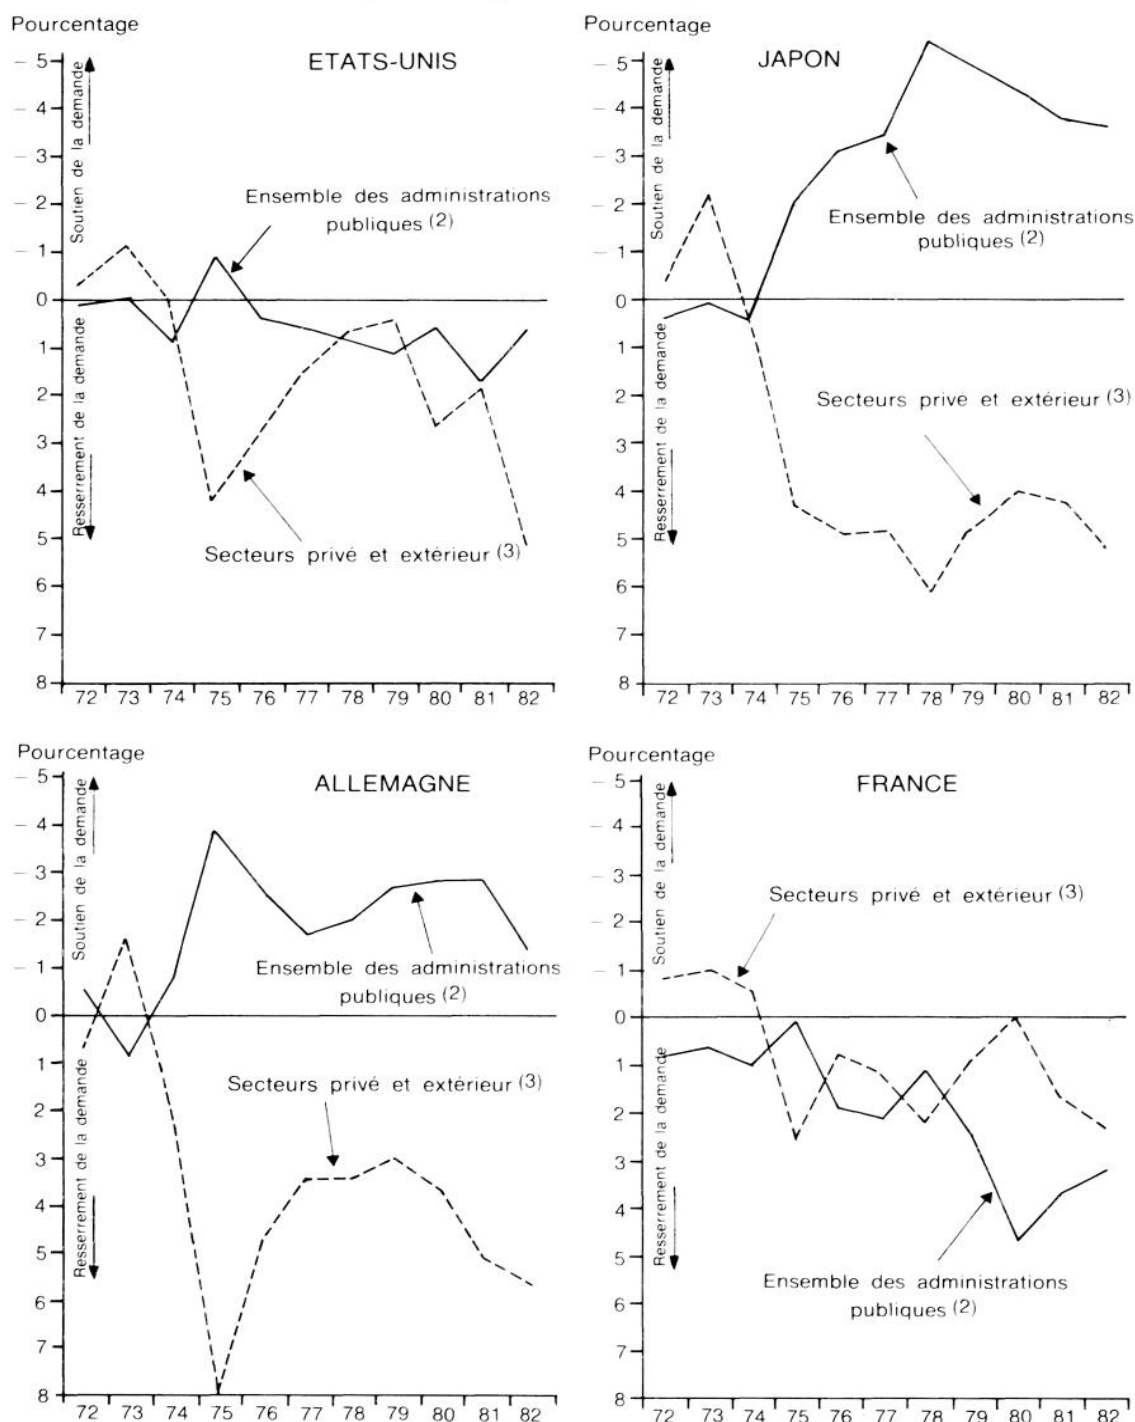 Pourcentage
ETATS-UNIS
– 5
– 4
– 3
– 2
– 1
0
1
2
3
4
5
6
7
8
Soutien de la demande
Resserrement de la demande
Ensemble des administrations
publiques (2)
Secteurs privé et extérieur (3)
72 73 74 75 76 77 78 79 80 81 82
Pourcentage
JAPON
– 5
– 4
– 3
– 2
– 1
0
1
2
3
4
5
6
7
8
Soutien de la demande
Resserrement de la demande
Ensemble des administrations
publiques (2)
Secteurs privé et extérieur (3)
72 73 74 75 76 77 78 79 80 81 82
Pourcentage
ALLEMAGNE
– 5
– 4
– 3
– 2
– 1
0
1
2
3
4
5
6
7
8
Soutien de la demande
Resserrement de la demande
Ensemble des administrations
publiques (2)
Secteurs privé et extérieur (3)
72 73 74 75 76 77 78 79 80 81 82
Pourcentage
FRANCE
– 5
– 4
– 3
– 2
– 1
0
1
2
3
4
5
6
7
8
Soutien de la demande
Resserrement de la demande
Secteurs privé et extérieur (3)
Ensemble des administrations
publiques (2)
72 73 74 75 76 77 78 79 80 81 82